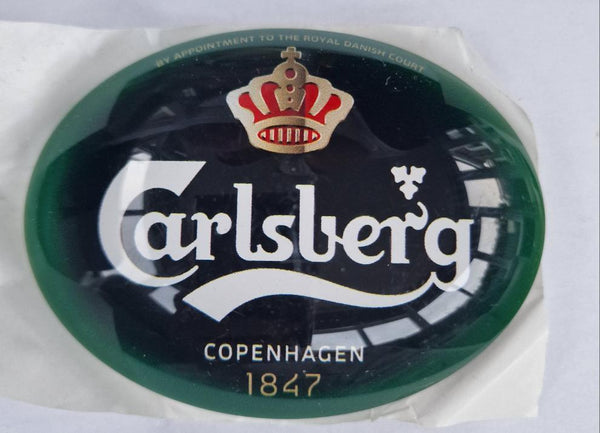 BY APPOINTMENT TO THE ROYAL DANISH COURT
Carlsberg
COPENHAGEN
1847